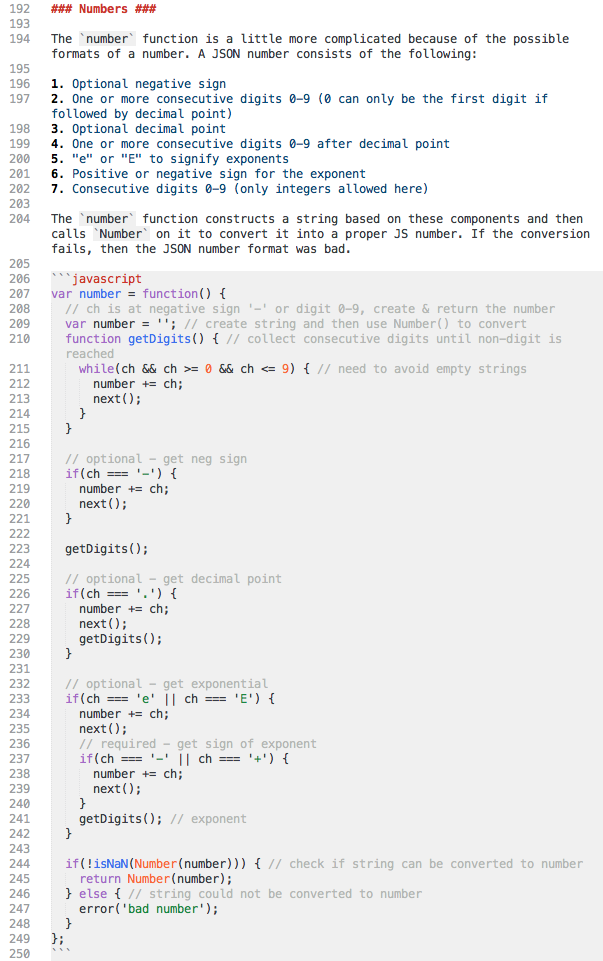 192 ### Numbers ###
193
194 The `number` function is a little more complicated because of the possible
formats of a number. A JSON number consists of the following:
195
196 1. Optional negative sign
197 2. One or more consecutive digits 0-9 (0 can only be the first digit if
followed by decimal point)
198 3. Optional decimal point
199 4. One or more consecutive digits 0-9 after decimal point
200 5. "e" or "E" to signify exponents
201 6. Positive or negative sign for the exponent
202 7. Consecutive digits 0-9 (only integers allowed here)
203
204 The `number` function constructs a string based on these components and then
calls `Number` on it to convert it into a proper JS number. If the conversion
fails, then the JSON number format was bad.
205
206 ```javascript
207 var number = function() {
208   // ch is at negative sign '-' or digit 0-9, create & return the number
209   var number = ''; // create string and then use Number() to convert
210   function getDigits() { // collect consecutive digits until non-digit is
reached
211     while(ch && ch >= 0 && ch <= 9) { // need to avoid empty strings
212       number += ch;
213       next();
214     }
215   }
216
217   // optional - get neg sign
218   if(ch === '-') {
219     number += ch;
220     next();
221   }
222
223   getDigits();
224
225   // optional - get decimal point
226   if(ch === '.') {
227     number += ch;
228     next();
229     getDigits();
230   }
231
232   // optional - get exponential
233   if(ch === 'e' || ch === 'E') {
234     number += ch;
235     next();
236     // required - get sign of exponent
237     if(ch === '-' || ch === '+') {
238       number += ch;
239       next();
240     }
241     getDigits(); // exponent
242   }
243
244   if(!isNaN(Number(number))) { // check if string can be converted to number
245     return Number(number);
246   } else { // string could not be converted to number
247     error('bad number');
248   }
249 };
250 ```